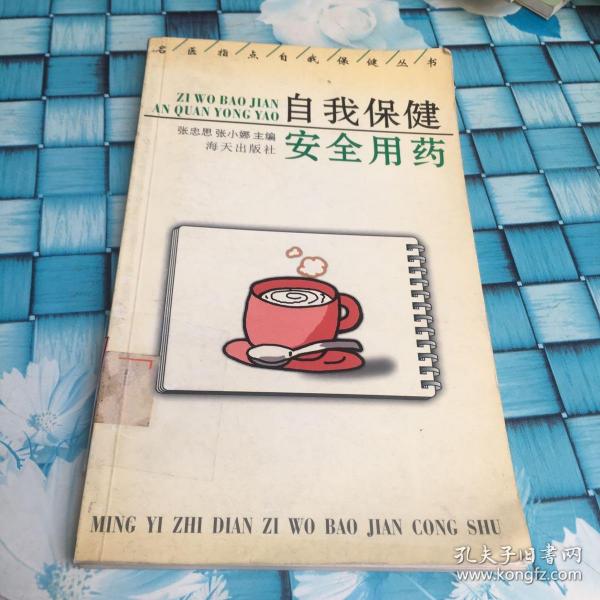 名医指点自我保健丛书
ZI WO BAO JIAN
AN QUAN YONG YAO
自我保健
安全用药
张忠思 张小娜 主编
海天出版社
MING YI ZHI DIAN ZI WO BAO JIAN CONG SHU
孔夫子旧书网
www.kongfz.com